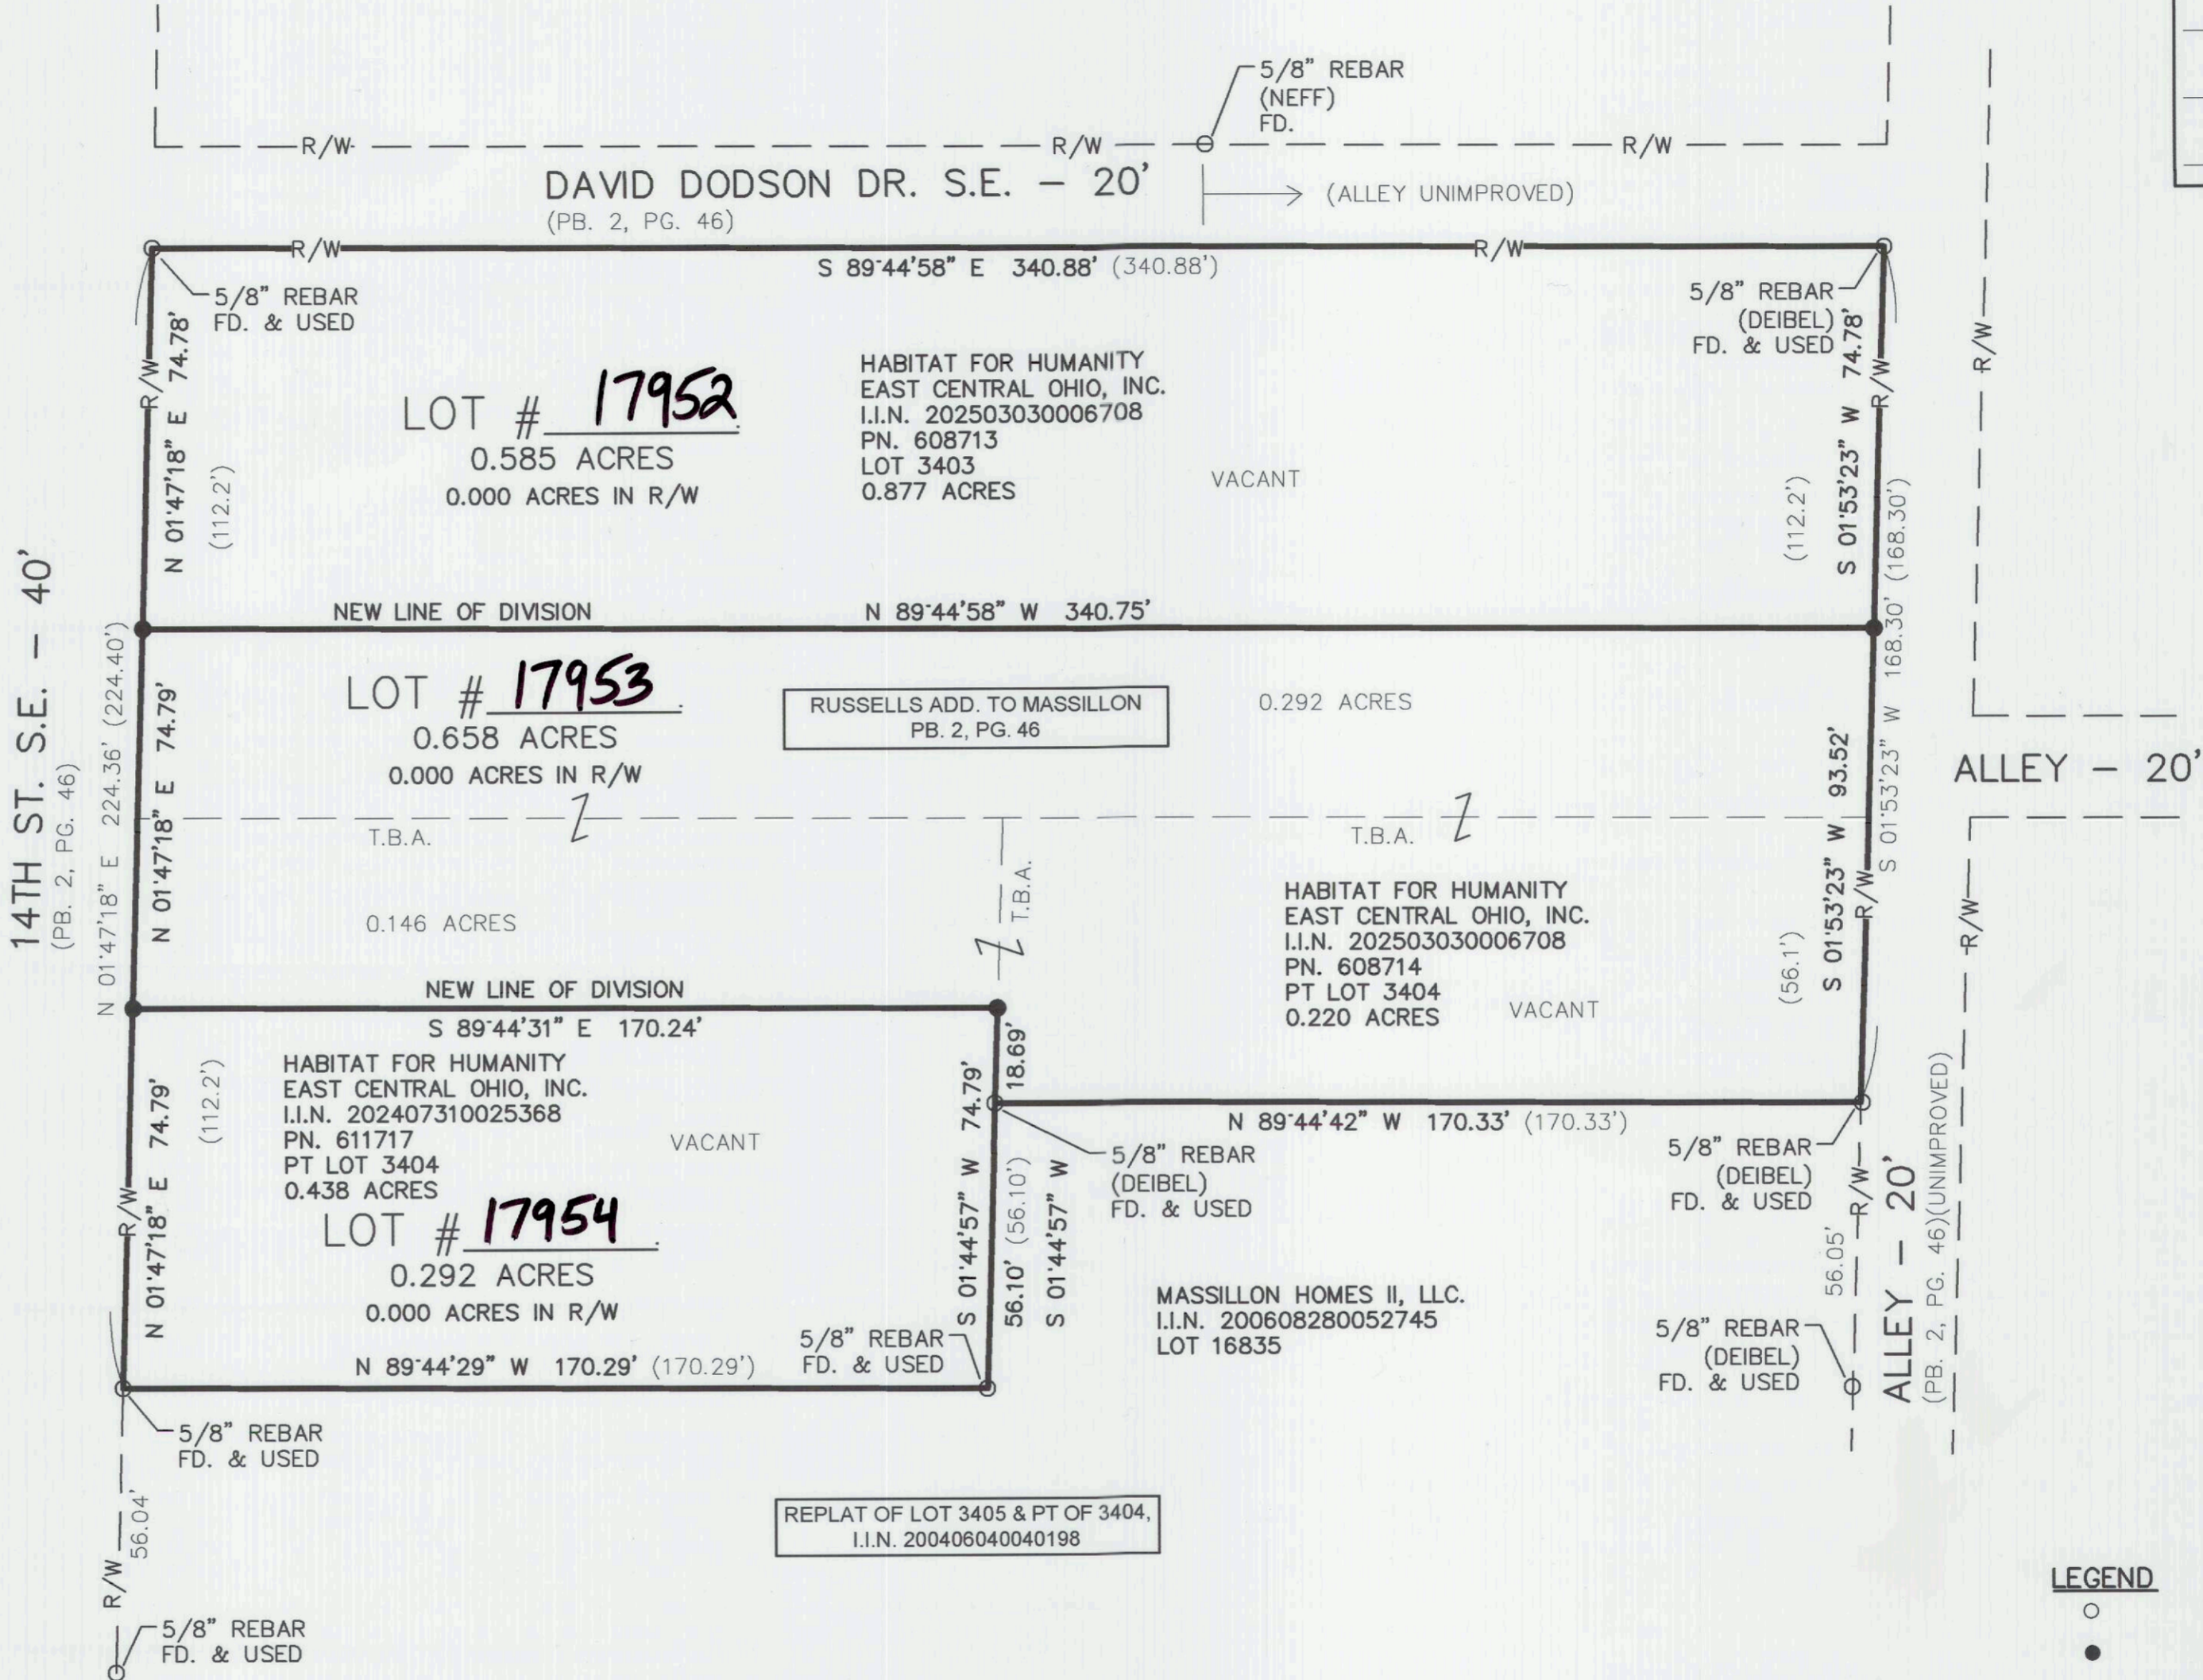 5/8" REBAR
(NEFF)
FD.
R/W
R/W
R/W
DAVID DODSON DR. S.E. - 20'
(PB. 2, PG. 46)
(ALLEY UNIMPROVED)
R/W
R/W
S 89°44'58" E 340.88' (340.88')
5/8" REBAR
FD. & USED
5/8" REBAR
(DEIBEL)
FD. & USED
R/W
N 01°47'18" E 74.78'
(112.2')
LOT # 17952
0.585 ACRES
0.000 ACRES IN R/W
HABITAT FOR HUMANITY
EAST CENTRAL OHIO, INC.
I.I.N. 202503030006708
PN. 608713
LOT 3403
0.877 ACRES
VACANT
(112.2')
S 01°53'23" W 74.78'
R/W
R/W
S 01°53'23" W 168.30' (168.30')
14TH ST. S.E. - 40'
(PB. 2, PG. 46)
N 01°47'18" E 224.36' (224.40')
NEW LINE OF DIVISION
N 89°44'58" W 340.75'
N 01°47'18" E 74.79'
LOT # 17953
0.658 ACRES
0.000 ACRES IN R/W
RUSSELLS ADD. TO MASSILLON
PB. 2, PG. 46
0.292 ACRES
S 01°53'23" W 93.52'
R/W
ALLEY - 20'
T.B.A.
T.B.A.
T.B.A.
0.146 ACRES
HABITAT FOR HUMANITY
EAST CENTRAL OHIO, INC.
I.I.N. 202503030006708
PN. 608714
PT LOT 3404
0.220 ACRES
VACANT
(56.1')
R/W
NEW LINE OF DIVISION
S 89°44'31" E 170.24'
R/W
N 01°47'18" E 74.79'
(112.2')
HABITAT FOR HUMANITY
EAST CENTRAL OHIO, INC.
I.I.N. 202407310025368
PN. 611717
PT LOT 3404
0.438 ACRES
VACANT
LOT # 17954
0.292 ACRES
0.000 ACRES IN R/W
S 01°44'57" W 74.79'
18.69'
56.10' (56.10')
S 01°44'57" W
N 89°44'42" W 170.33' (170.33')
5/8" REBAR
(DEIBEL)
FD. & USED
5/8" REBAR
(DEIBEL)
FD. & USED
R/W
56.05'
ALLEY - 20'
(PB. 2, PG. 46)(UNIMPROVED)
MASSILLON HOMES II, LLC.
I.I.N. 200608280052745
LOT 16835
5/8" REBAR
FD. & USED
5/8" REBAR
(DEIBEL)
FD. & USED
N 89°44'29" W 170.29' (170.29')
5/8" REBAR
FD. & USED
R/W
56.04'
REPLAT OF LOT 3405 & PT OF 3404,
I.I.N. 200406040040198
5/8" REBAR
FD. & USED
LEGEND